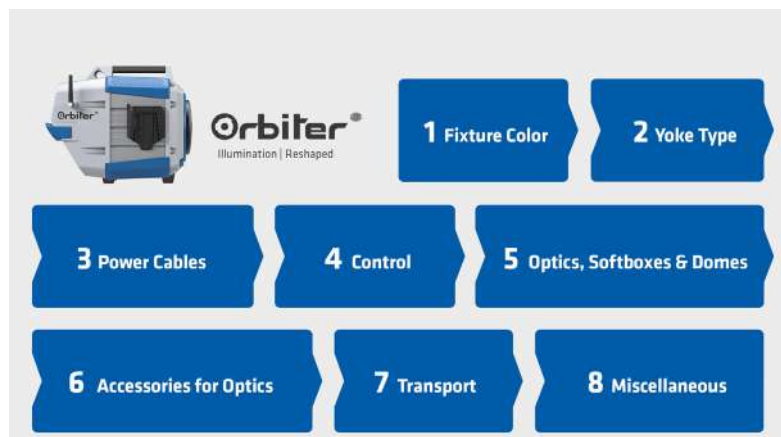 Orbiter
Orbiter
Illumination | Reshaped
1 Fixture Color
2 Yoke Type
3 Power Cables
4 Control
5 Optics, Softboxes & Domes
6 Accessories for Optics
7 Transport
8 Miscellaneous